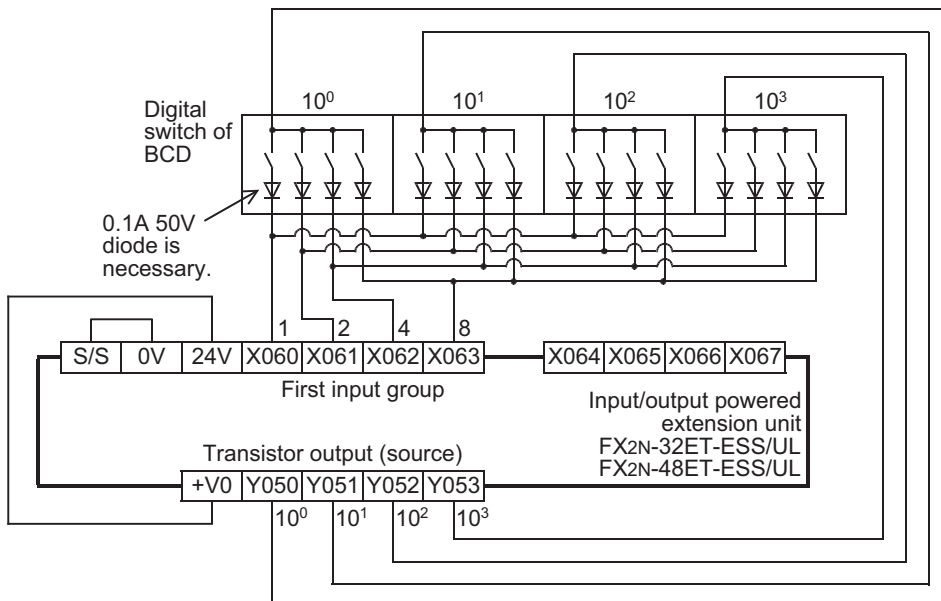 10⁰ 10¹ 10² 10³
Digital
switch of
BCD
0.1A 50V
diode is
necessary.
1 2 4 8
S/S 0V 24V X060 X061 X062 X063 X064 X065 X066 X067
First input group
Input/output powered
extension unit
FX2N-32ET-ESS/UL
FX2N-48ET-ESS/UL
Transistor output (source)
+V0 Y050 Y051 Y052 Y053
10⁰ 10¹ 10² 10³